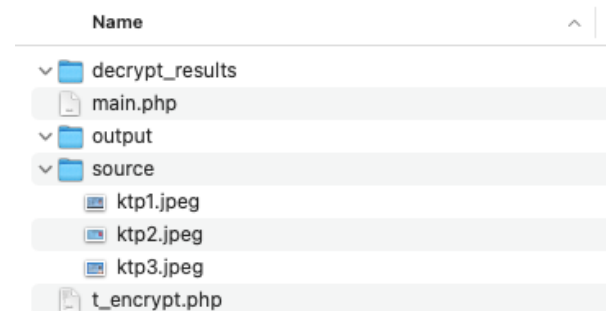 Name
decrypt_results
main.php
output
source
ktp1.jpeg
ktp2.jpeg
ktp3.jpeg
t_encrypt.php